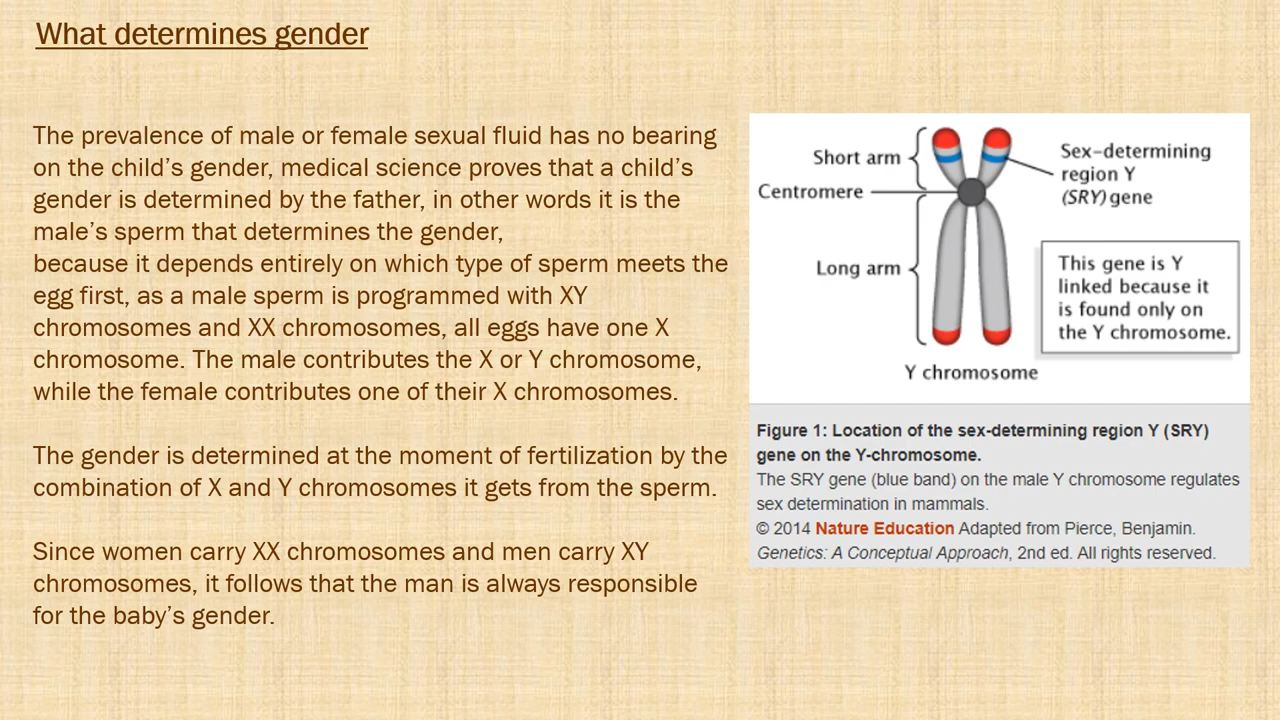 What determines gender
The prevalence of male or female sexual fluid has no bearing
on the child's gender, medical science proves that a child's
gender is determined by the father, in other words it is the
male's sperm that determines the gender,
because it depends entirely on which type of sperm meets the
egg first, as a male sperm is programmed with XY
chromosomes and XX chromosomes, all eggs have one X
chromosome. The male contributes the X or Y chromosome,
while the female contributes one of their X chromosomes.
The gender is determined at the moment of fertilization by the
combination of X and Y chromosomes it gets from the sperm.
Since women carry XX chromosomes and men carry XY
chromosomes, it follows that the man is always responsible
for the baby's gender.
Short arm
Centromere
Long arm
Sex-determining
region Y
(SRY) gene
This gene is Y
linked because it
is found only on
the Y chromosome.
Y chromosome
Figure 1: Location of the sex-determining region Y (SRY)
gene on the Y-chromosome.
The SRY gene (blue band) on the male Y chromosome regulates
sex determination in mammals.
© 2014 Nature Education Adapted from Pierce, Benjamin.
Genetics: A Conceptual Approach, 2nd ed. All rights reserved.